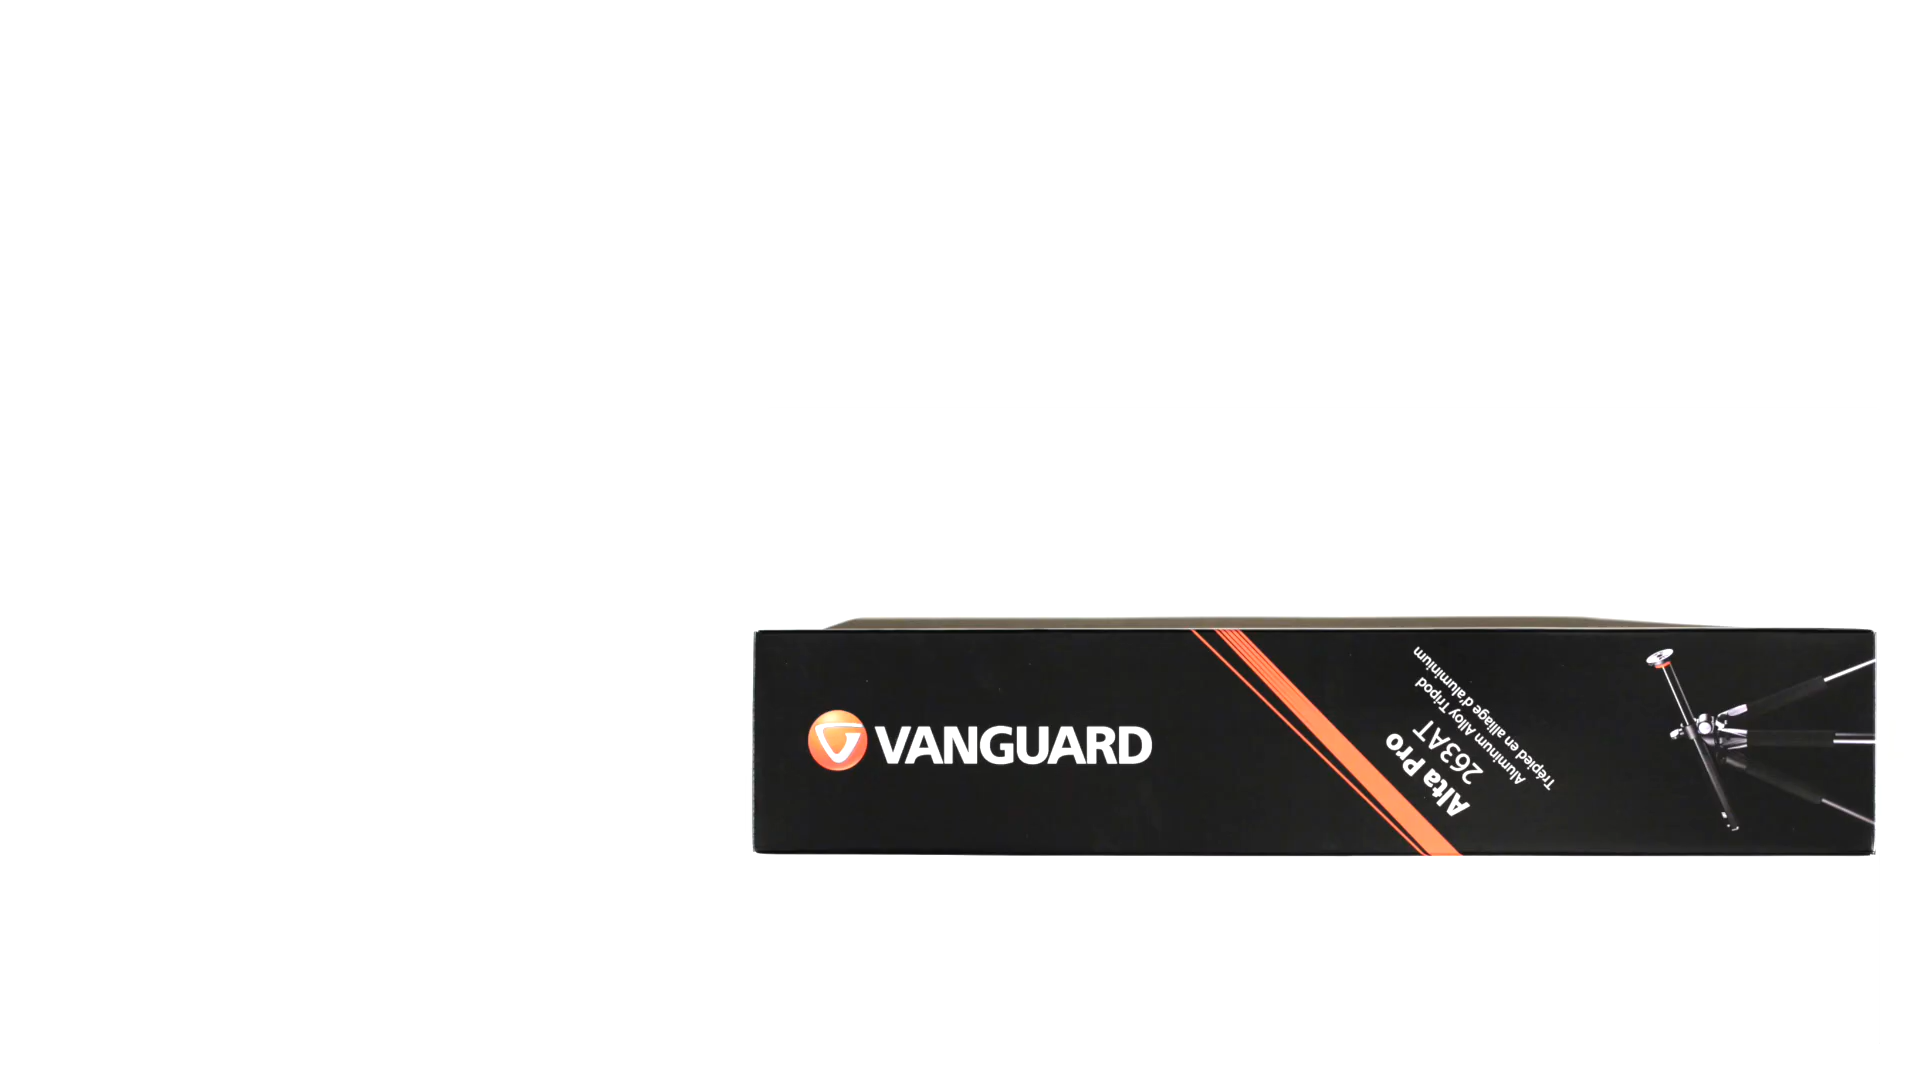 VANGUARD
Alta Pro
263AT
Aluminum Alloy Tripod
Trépied en alliage d'aluminium